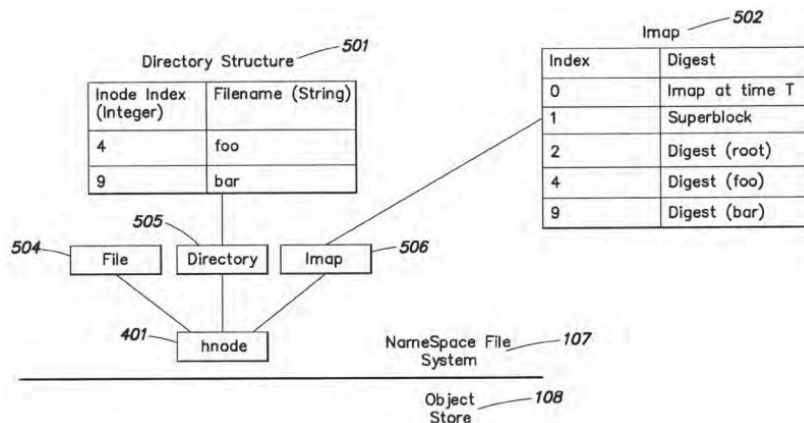 501
Directory Structure
Inode Index (Integer)
Filename (String)
4
foo
9
bar
502
Imap
Index
Digest
0
Imap at time T
1
Superblock
2
Digest (root)
4
Digest (foo)
9
Digest (bar)
504
File
505
Directory
Imap
506
401
hnode
NameSpace File
System
107
Object
Store
108